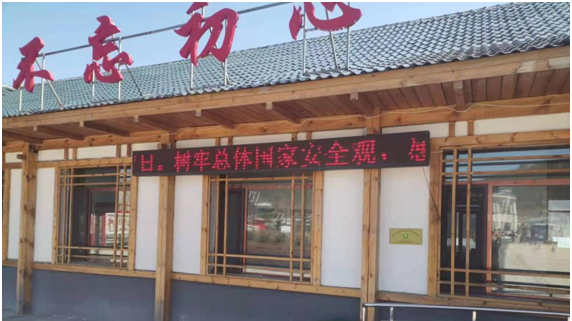 不忘初心
日。树牢总体国家安全观，